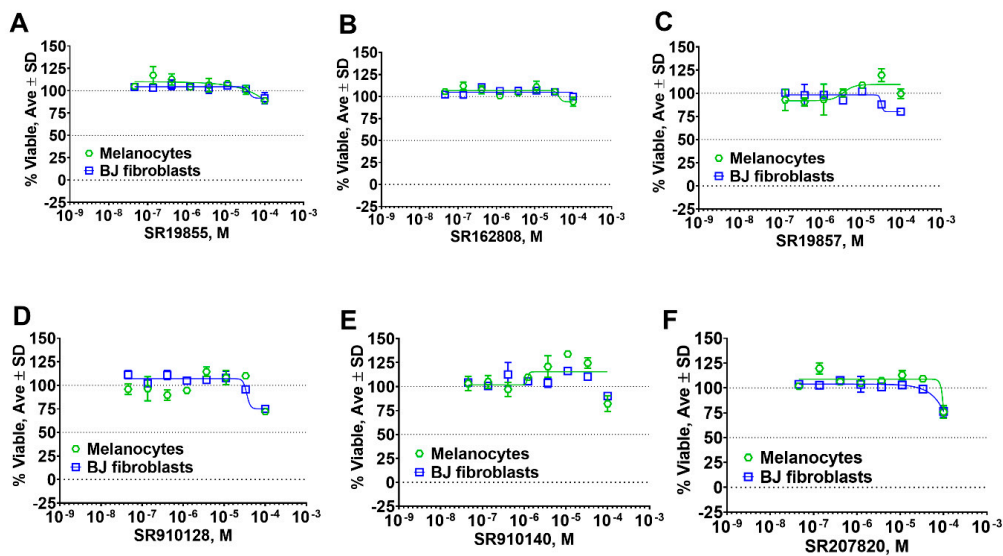 A
% Viable, Ave ± SD
150
125
100
75
50
25
0
-25
Melanocytes
BJ fibroblasts
10-9 10-8 10-7 10-6 10-5 10-4 10-3
SR19855, M
B
% Viable, Ave ± SD
150
125
100
75
50
25
0
-25
Melanocytes
BJ fibroblasts
10-9 10-8 10-7 10-6 10-5 10-4 10-3
SR162808, M
C
% Viable, Ave ± SD
150
125
100
75
50
25
0
-25
Melanocytes
BJ fibroblasts
10-9 10-8 10-7 10-6 10-5 10-4 10-3
SR19857, M
D
% Viable, Ave ± SD
150
125
100
75
50
25
0
-25
Melanocytes
BJ fibroblasts
10-9 10-8 10-7 10-6 10-5 10-4 10-3
SR910128, M
E
% Viable, Ave ± SD
150
125
100
75
50
25
0
-25
Melanocytes
BJ fibroblasts
10-9 10-8 10-7 10-6 10-5 10-4 10-3
SR910140, M
F
% Viable, Ave ± SD
150
125
100
75
50
25
0
-25
Melanocytes
BJ fibroblasts
10-9 10-8 10-7 10-6 10-5 10-4 10-3
SR207820, M